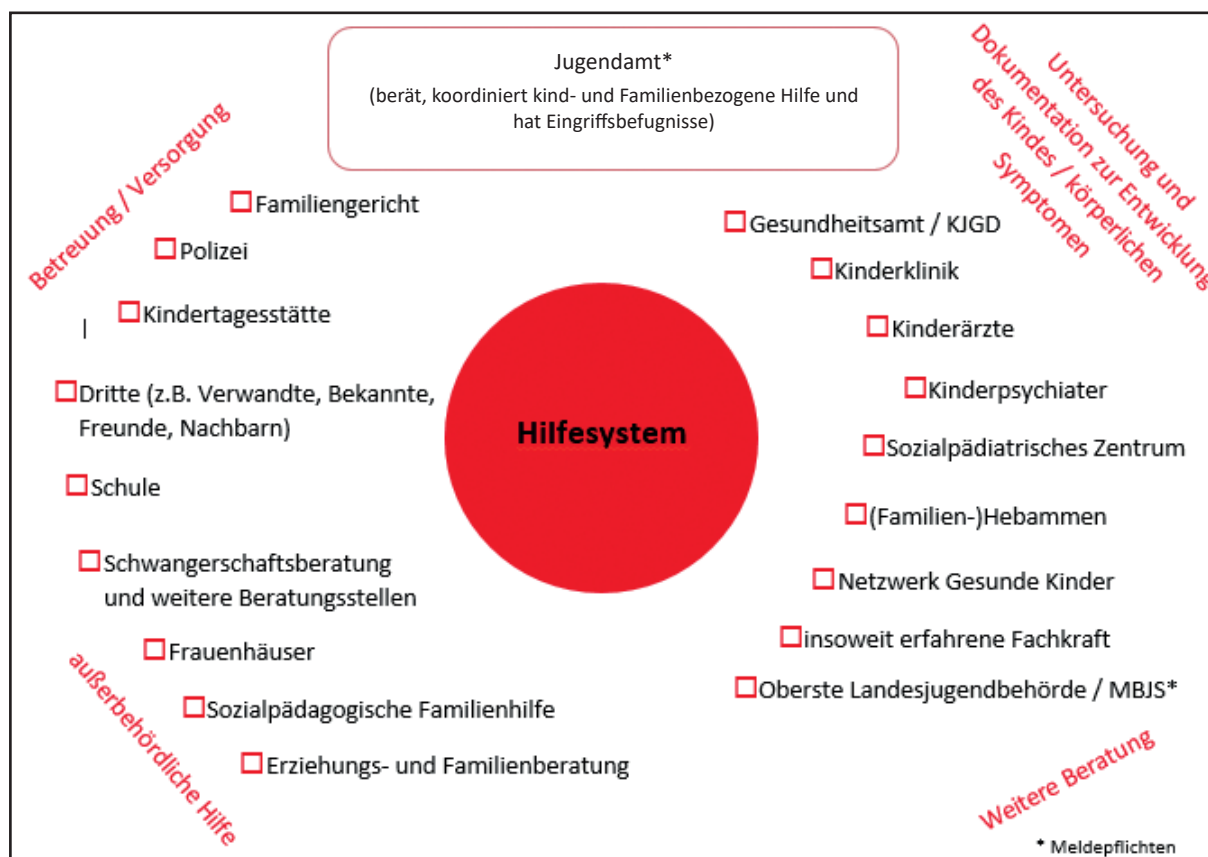 Jugendamt*
(berät, koordiniert kind- und Familienbezogene Hilfe und
hat Eingriffsbefugnisse)
Betreuung / Versorgung
Untersuchung und
Dokumentation zur Entwicklung
des Kindes / körperlichen
Symptomen
Familiengericht
Polizei
Kindertagesstätte
|
Dritte (z.B. Verwandte, Bekannte,
Freunde, Nachbarn)
Schule
Schwangerschaftsberatung
und weitere Beratungsstellen
Frauenhäuser
Sozialpädagogische Familienhilfe
Erziehungs- und Familienberatung
außerbehördliche Hilfe
Hilfesystem
Gesundheitsamt / KJGD
Kinderklinik
Kinderärzte
Kinderpsychiater
Sozialpädiatrisches Zentrum
(Familien-)Hebammen
Netzwerk Gesunde Kinder
insoweit erfahrene Fachkraft
Oberste Landesjugendbehörde / MBJS*
Weitere Beratung
* Meldepflichten